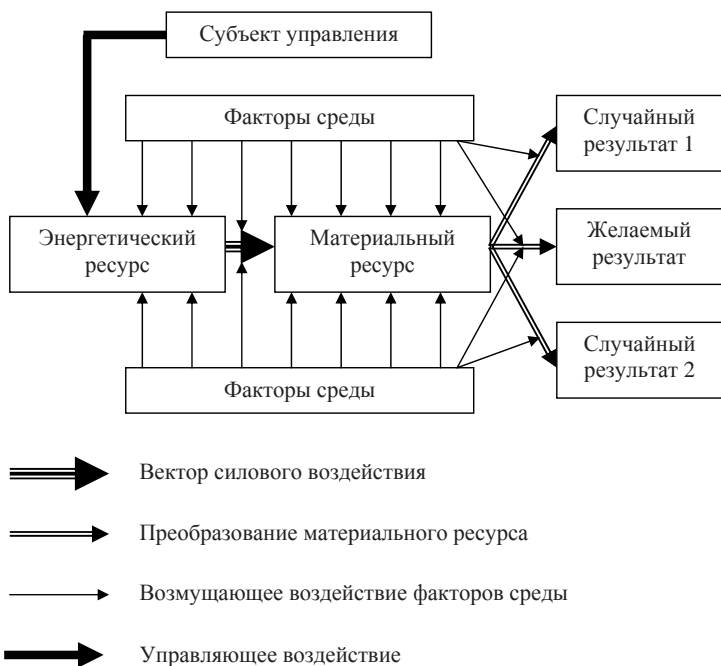 Субъект управления
Факторы среды
Случайный
результат 1
Энергетический
ресурс
Материальный
ресурс
Желаемый
результат
Случайный
результат 2
Факторы среды
Вектор силового воздействия
Преобразование материального ресурса
Возмущающее воздействие факторов среды
Управляющее воздействие